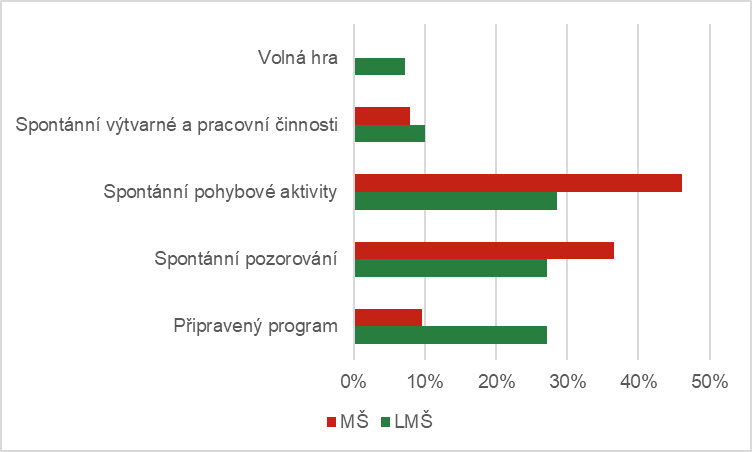 Volná hra
Spontánní výtvarné a pracovní činnosti
Spontánní pohybové aktivity
Spontánní pozorování
Připravený program
0% 10% 20% 30% 40% 50%
MŠ LMŠ